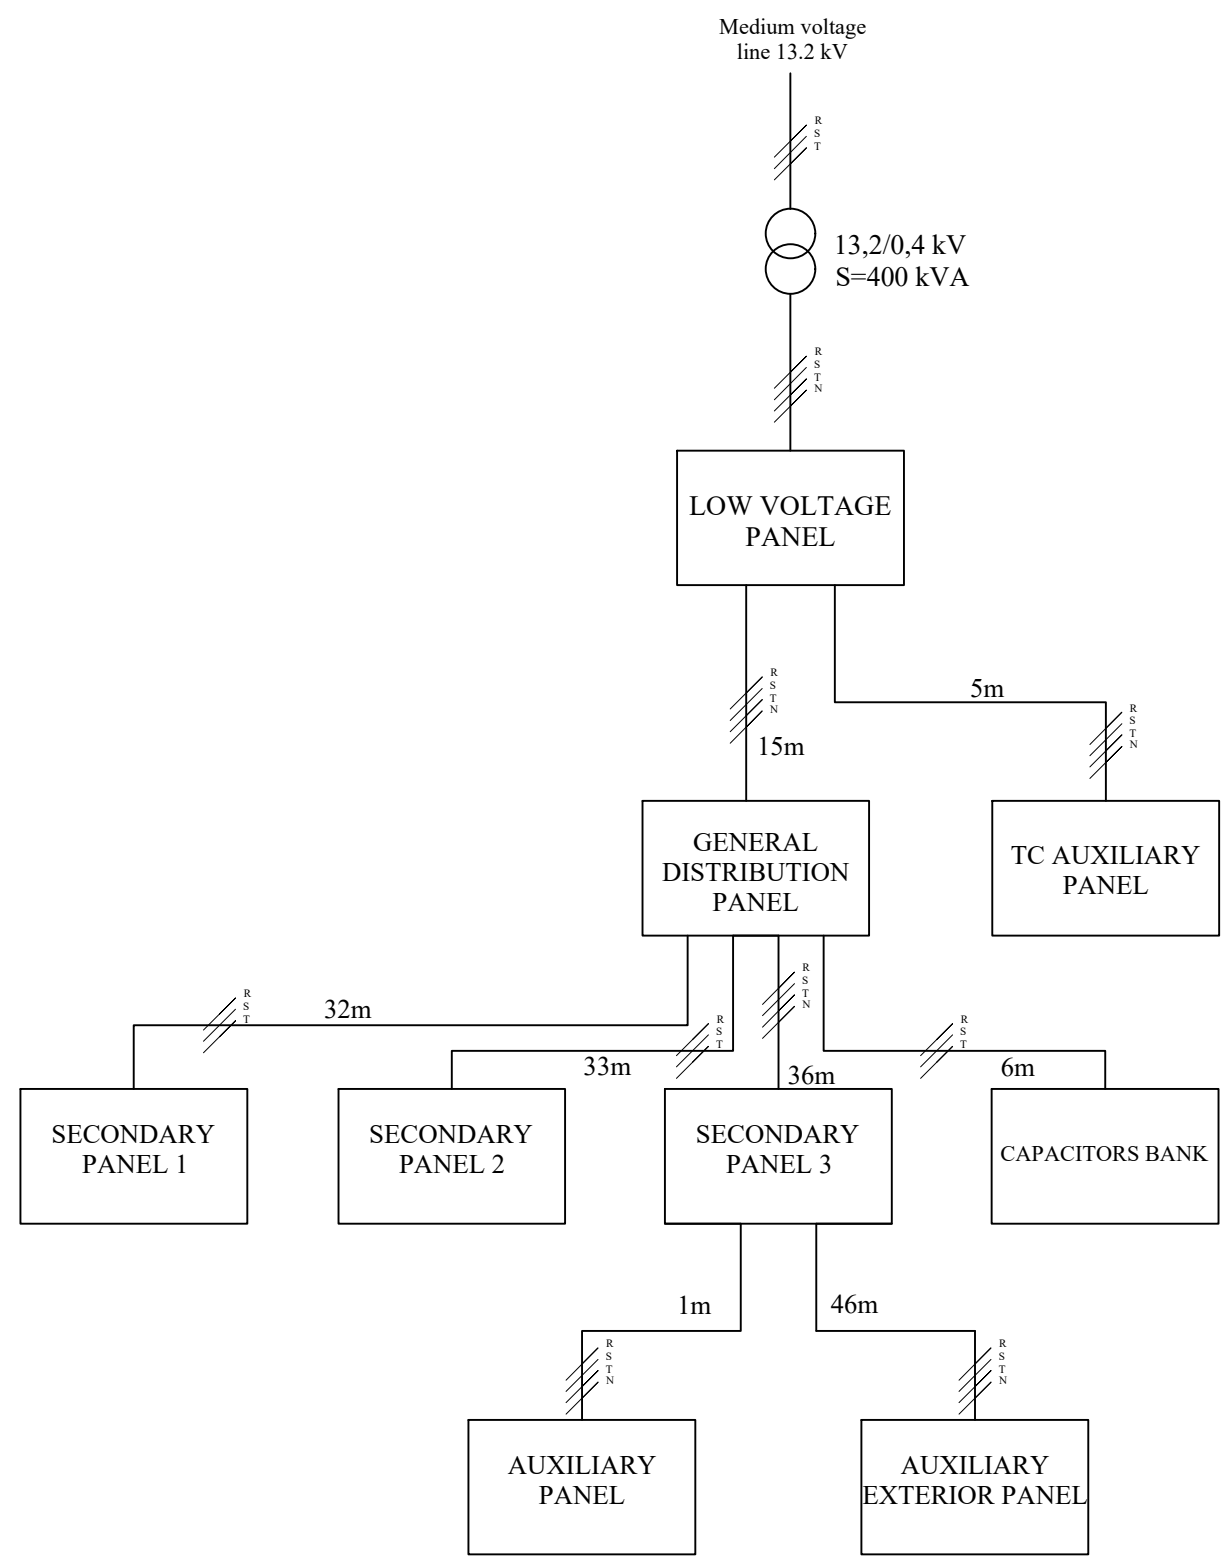 Medium voltage
line 13.2 kV
R
S
T
13,2/0,4 kV
S=400 kVA
R
S
T
N
LOW VOLTAGE
PANEL
R
S
T
N
15m
5m
R
S
T
N
GENERAL
DISTRIBUTION
PANEL
TC AUXILIARY
PANEL
R
S
T
32m
R
S
T
33m
R
S
T
N
36m
R
S
T
6m
SECONDARY
PANEL 1
SECONDARY
PANEL 2
SECONDARY
PANEL 3
CAPACITORS BANK
1m
46m
R
S
T
N
R
S
T
N
AUXILIARY
PANEL
AUXILIARY
EXTERIOR PANEL